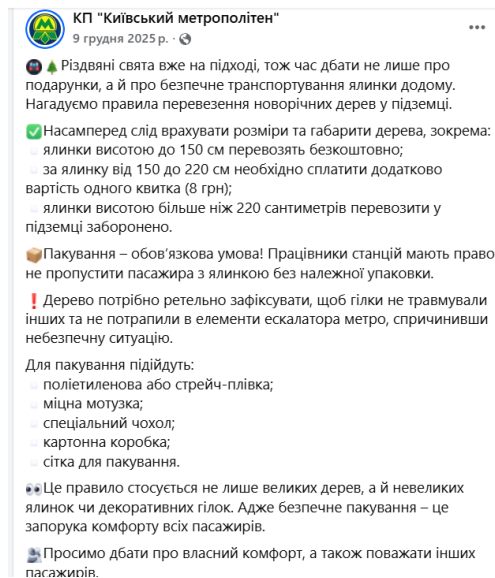 КП "Київський метрополітен"
9 грудня 2025 р. ·
Різдвяні свята вже на підході, тож час дбати не лише про
подарунки, а й про безпечне транспортування ялинки додому.
Нагадуємо правила перевезення новорічних дерев у підземці.
Насамперед слід врахувати розміри та габарити дерева, зокрема:
ялинки висотою до 150 см перевозять безкоштовно;
за ялинку від 150 до 220 см необхідно сплатити додатково
вартість одного квитка (8 грн);
ялинки висотою більше ніж 220 сантиметрів перевозити у
підземці заборонено.
Пакування – обов’язкова умова! Працівники станцій мають право
не пропустити пасажира з ялинкою без належної упаковки.
Дерево потрібно ретельно зафіксувати, щоб гілки не травмували
інших та не потрапили в елементи ескалатора метро, спричинивши
небезпечну ситуацію.
Для пакування підійдуть:
поліетиленова або стрейч-плівка;
міцна мотузка;
спеціальний чохол;
картонна коробка;
сітка для пакування.
Це правило стосується не лише великих дерев, а й невеликих
ялинок чи декоративних гілок. Адже безпечне пакування – це
запорука комфорту всіх пасажирів.
Просимо дбати про власний комфорт, а також поважати інших
пасажирів.